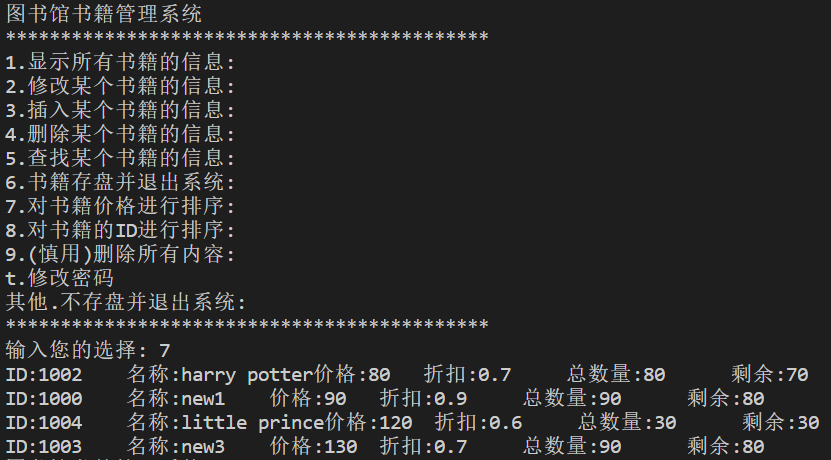 图书馆书籍管理系统
********************************************
1.显示所有书籍的信息:
2.修改某个书籍的信息:
3.插入某个书籍的信息:
4.删除某个书籍的信息:
5.查找某个书籍的信息:
6.书籍存盘并退出系统:
7.对书籍价格进行排序:
8.对书籍的ID进行排序:
9.(慎用)删除所有内容:
t.修改密码
其他.不存盘并退出系统:
********************************************
输入您的选择: 7
ID:1002    名称:harry potter价格:80   折扣:0.7     总数量:80      剩余:70
ID:1000    名称:new1    价格:90   折扣:0.9     总数量:90      剩余:80
ID:1004    名称:little prince价格:120  折扣:0.6     总数量:30      剩余:30
ID:1003    名称:new3    价格:130  折扣:0.7     总数量:90      剩余:80